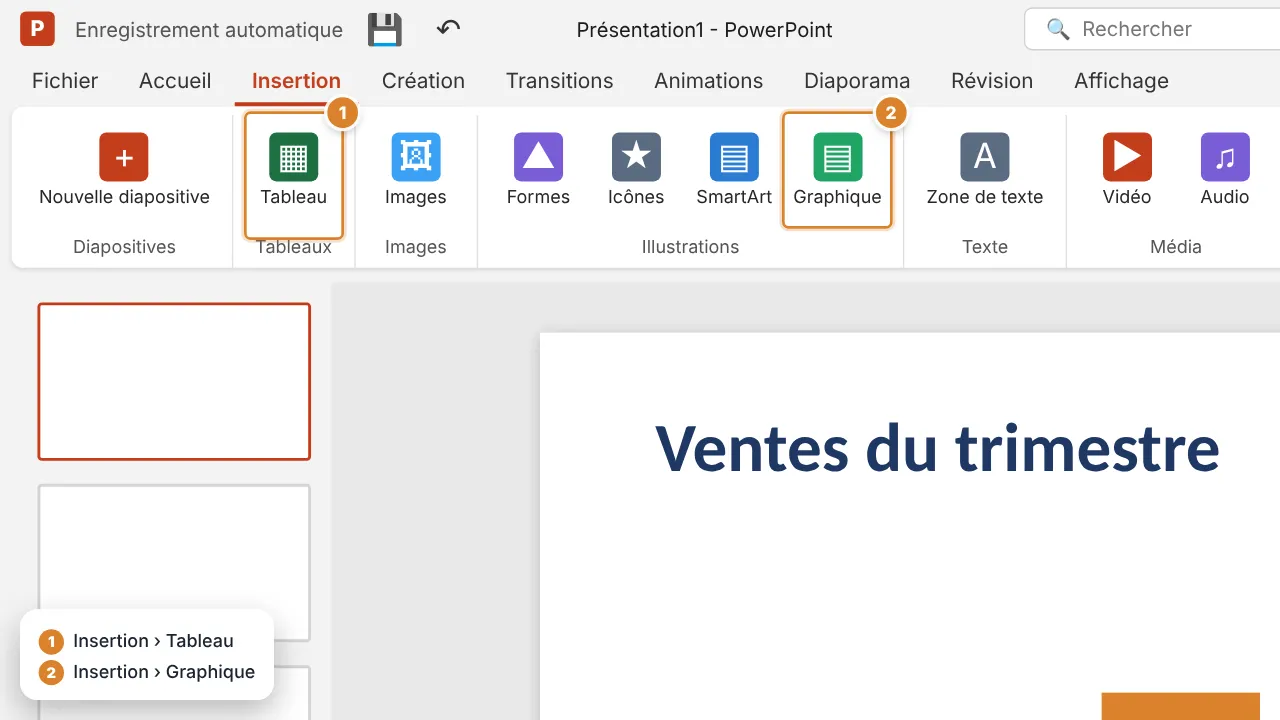 P Enregistrement automatique Présentation1 - PowerPoint Rechercher
Fichier Accueil Insertion Création Transitions Animations Diaporama Révision Affichage
1 2
Nouvelle diapositive Tableau Images Formes Icônes SmartArt Graphique Zone de texte Vidéo Audio
Diapositives Tableaux Images Illustrations Texte Média
Ventes du trimestre
1 Insertion › Tableau
2 Insertion › Graphique